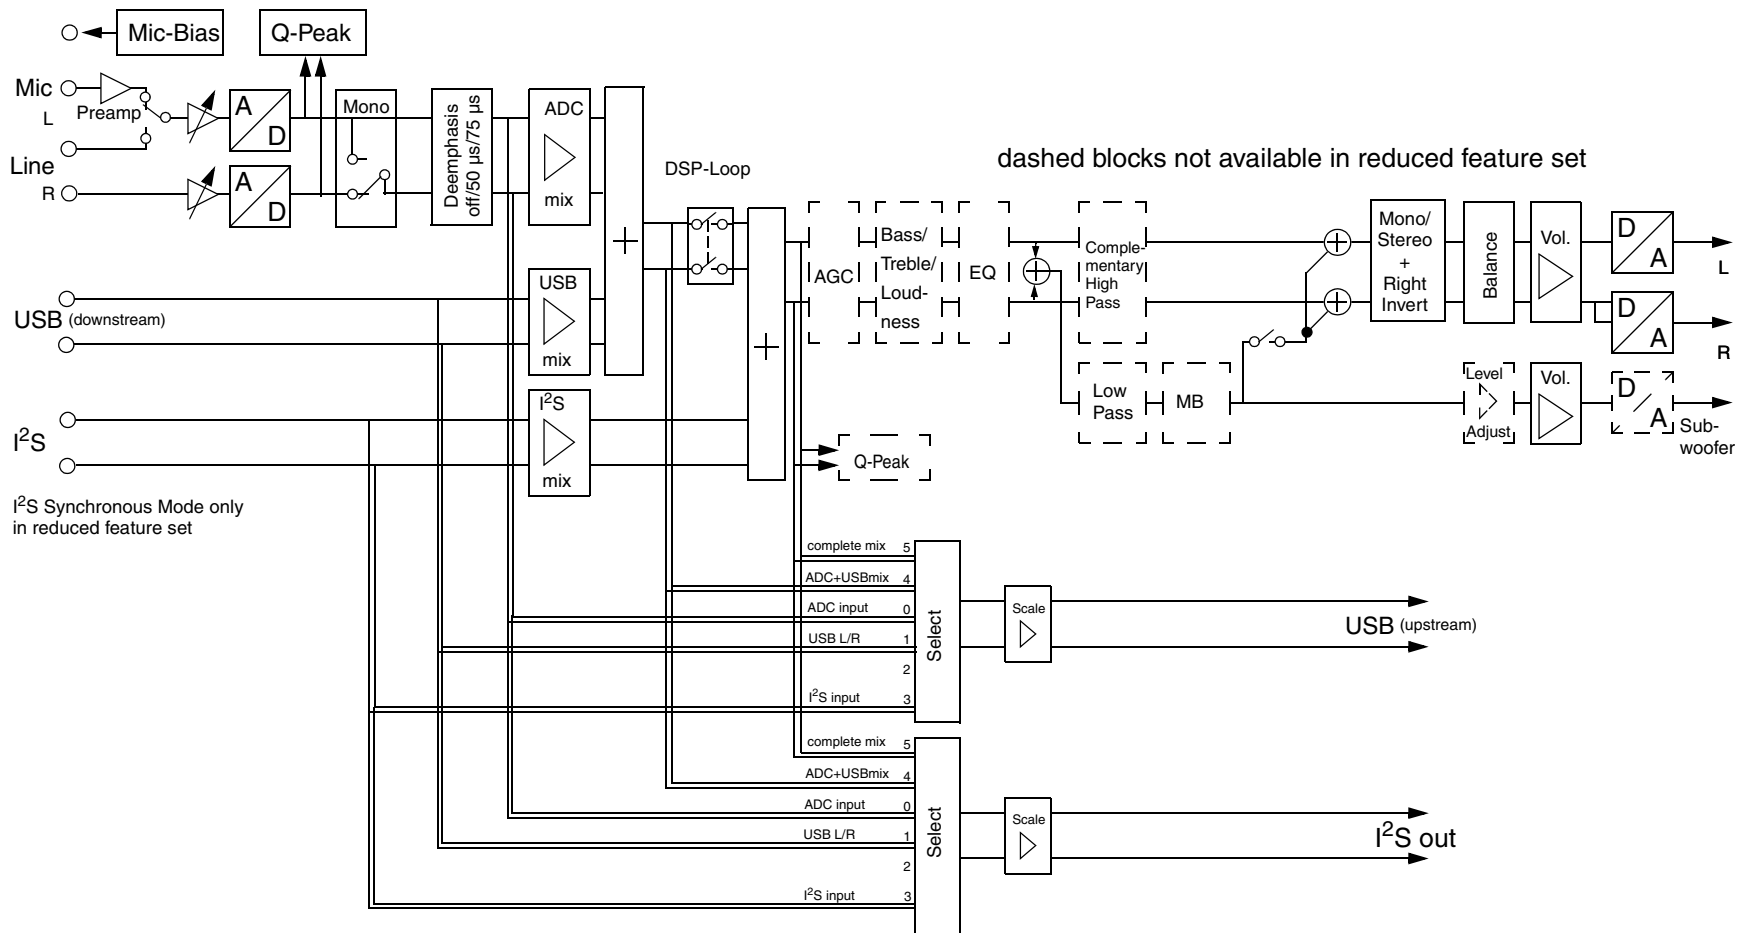 Mic-Bias
Q-Peak
Mic
L
Preamp
Line
R
A
D
A
D
Mono
Deemphasis
off/50 µs/75 µs
ADC
mix
+
DSP-Loop
+
dashed blocks not available in reduced feature set
USB (downstream)
USB
mix
I²S
I²S
mix
I²S Synchronous Mode only
in reduced feature set
AGC
Bass/
Treble/
Loud-
ness
EQ
Comple-
mentary
High
Pass
Low
Pass
MB
Mono/
Stereo
+
Right
Invert
Balance
Vol.
D
A
L
D
A
R
Level
Adjust
Vol.
D
A
Sub-
woofer
Q-Peak
complete mix 5
ADC+USBmix 4
ADC input 0
USB L/R 1
2
I²S input 3
Select
Scale
USB (upstream)
complete mix 5
ADC+USBmix 4
ADC input 0
USB L/R 1
2
I²S input 3
Select
Scale
I²S out